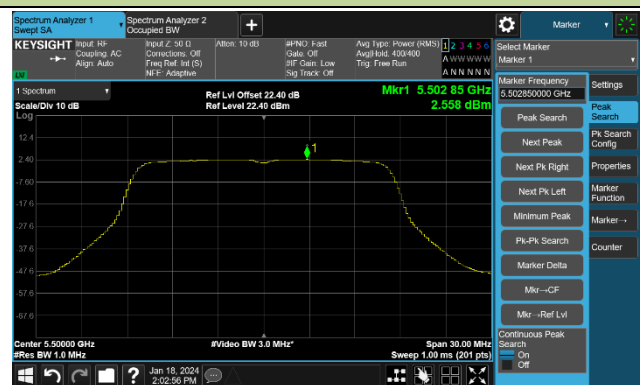 Spectrum Analyzer 1
Swept SA
Spectrum Analyzer 2
Occupied BW
Marker
KEYSIGHT
Input: RF
Coupling: AC
Align: Auto
Input Z: 50 Ω
Corrections: Off
Freq Ref: Int (S)
NFE: Adaptive
Atten: 10 dB
#PNO: Fast
Gate: Off
#IF Gain: Low
Sig Track: Off
Avg Type: Power (RMS)
Avg|Hold: 400/400
Trig: Free Run
1 2 3 4 5 6
A W W W W W
A N N N N N
Select Marker
Marker 1
LW
1 Spectrum
Scale/Div 10 dB
Log
Ref Lvl Offset 22.40 dB
Ref Level 22.40 dBm
Mkr1 5.502 85 GHz
2.558 dBm
1
12.4
2.40
-7.60
-17.6
-27.6
-37.6
-47.6
-57.6
-67.6
Center 5.50000 GHz
#Res BW 1.0 MHz
#Video BW 3.0 MHz*
Span 30.00 MHz
Sweep 1.00 ms (201 pts)
Marker Frequency
5.502850000 GHz
Peak Search
Next Peak
Next Pk Right
Next Pk Left
Minimum Peak
Pk-Pk Search
Marker Delta
Mkr→CF
Mkr→Ref Lvl
Continuous Peak
Search
On
Off
Settings
Peak
Search
Pk Search
Config
Properties
Marker
Function
Marker→
Counter
Jan 18, 2024
2:02:56 PM